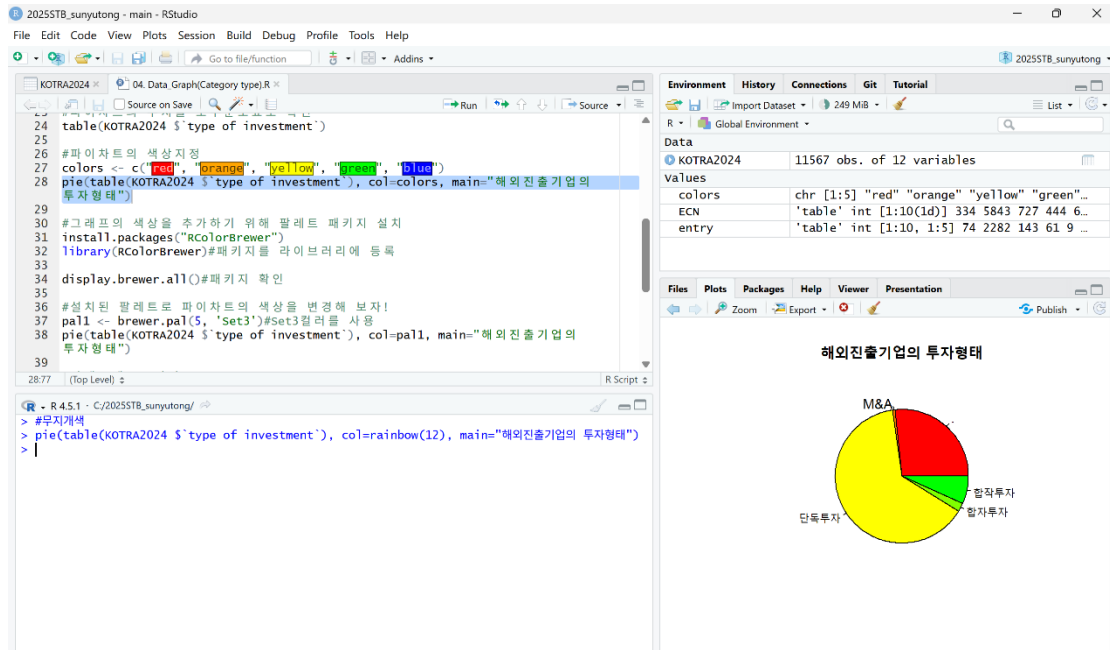 2025STB_sunyutong - main - RStudio
File Edit Code View Plots Session Build Debug Profile Tools Help
Go to file/function
Addins
2025STB_sunyutong
KOTRA2024
04. Data_Graph(Category type).R
Source on Save
Run
Source
24 table(KOTRA2024 $`type of investment`)
25
26 #파이차트의 색상지정
27 colors <- c("red", "orange", "yellow", "green", "blue")
28 pie(table(KOTRA2024 $`type of investment`), col=colors, main="해외진출기업의
투자형태")
29
30 #그래프의 색상을 추가하기 위해 팔레트 패키지 설치
31 install.packages("RColorBrewer")
32 library(RColorBrewer)#패키지를 라이브러리에 등록
33
34 display.brewer.all()#패키지 확인
35
36 #설치된 팔레트로 파이차트의 색상을 변경해 보자!
37 pal1 <- brewer.pal(5, 'Set3')#Set3컬러를 사용
38 pie(table(KOTRA2024 $`type of investment`), col=pal1, main="해외진출기업의
투자형태")
39
28:77 (Top Level)
R Script
R 4.5.1 · C:/2025STB_sunyutong/
> #무지개색
> pie(table(KOTRA2024 $`type of investment`), col=rainbow(12), main="해외진출기업의 투자형태")
>
Environment History Connections Git Tutorial
Import Dataset
249 MiB
List
R
Global Environment
Data
KOTRA2024 11567 obs. of 12 variables
Values
colors chr [1:5] "red" "orange" "yellow" "green"…
ECN 'table' int [1:10(1d)] 334 5843 727 444 6…
entry 'table' int [1:10, 1:5] 74 2282 143 61 9 …
Files Plots Packages Help Viewer Presentation
Zoom
Export
Publish
해외진출기업의 투자형태
M&A
합작투자
합자투자
단독투자